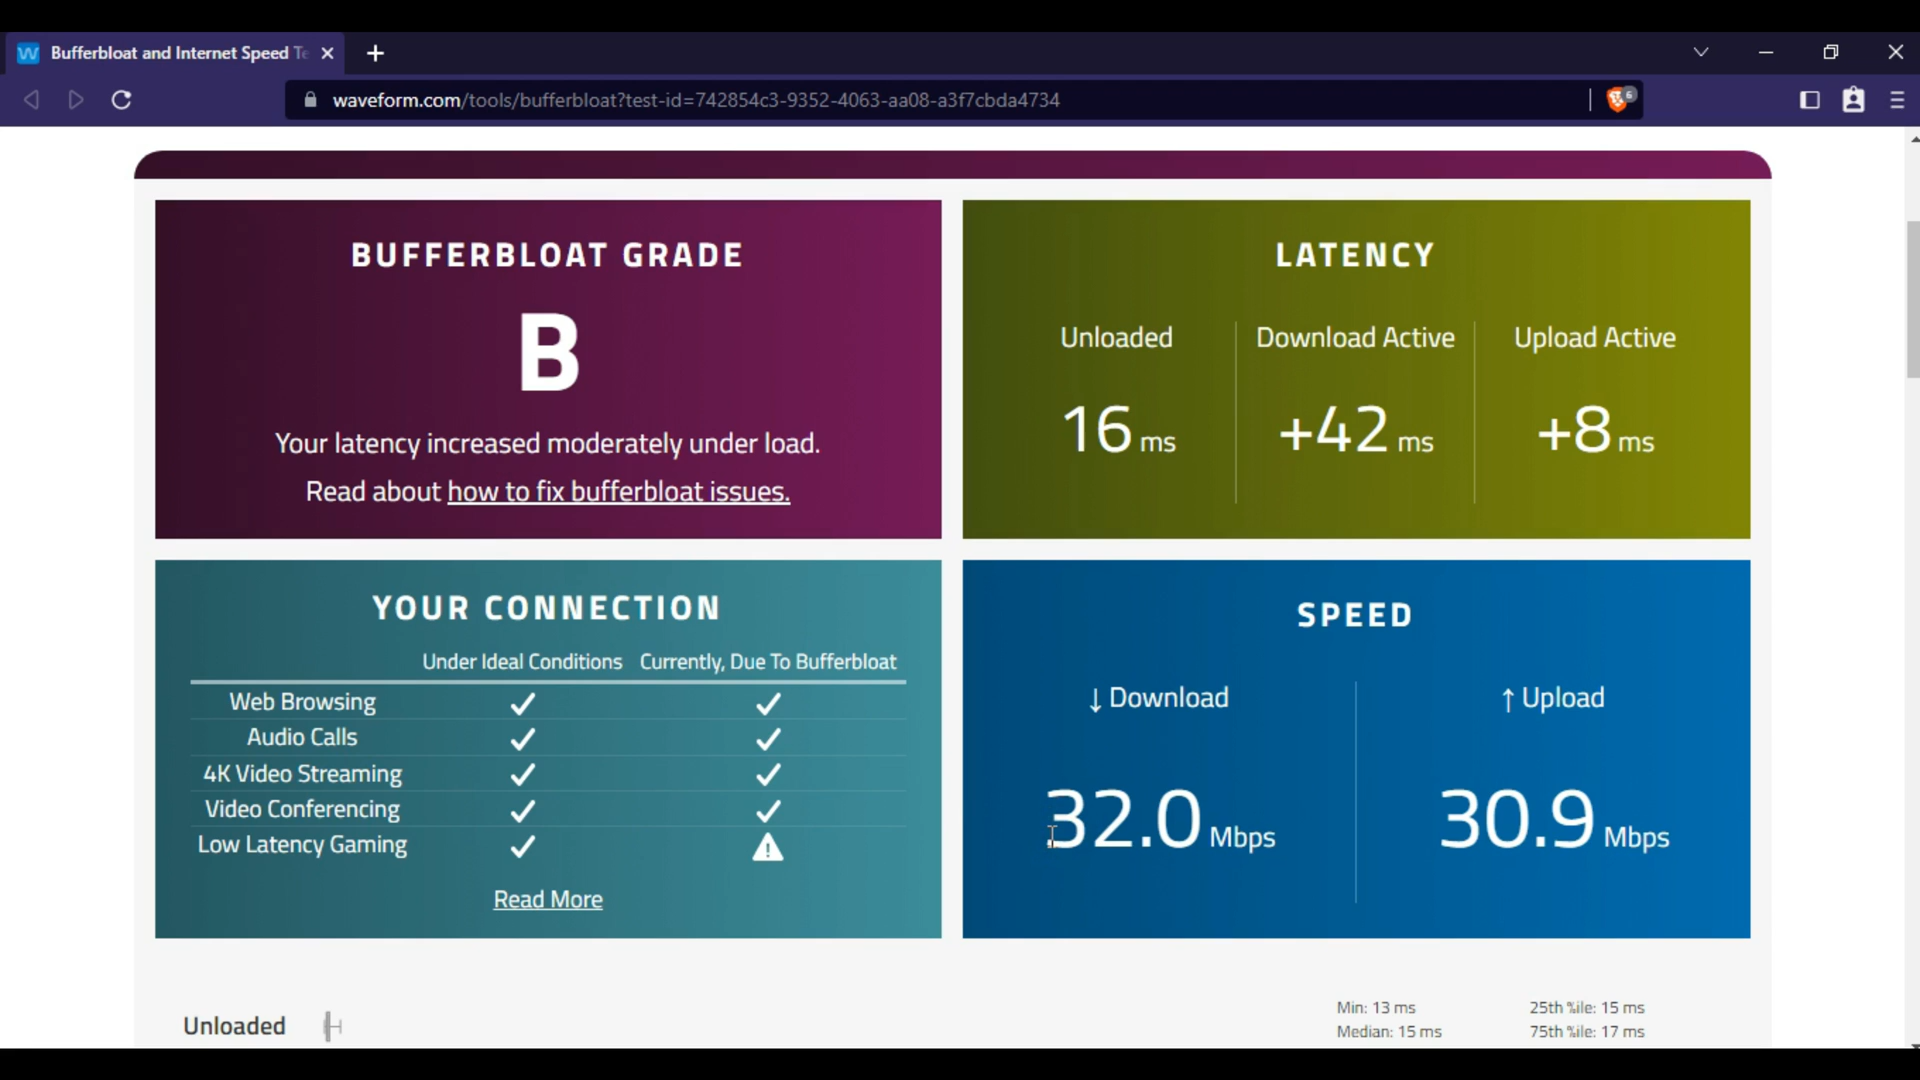 Bufferbloat and Internet Speed Te
waveform.com/tools/bufferbloat?test-id=742854c3-9352-4063-aa08-a3f7cbda4734
6
BUFFERBLOAT GRADE
B
Your latency increased moderately under load.
Read about how to fix bufferbloat issues.
LATENCY
Unloaded Download Active Upload Active
16 ms +42 ms +8 ms
YOUR CONNECTION
Under Ideal Conditions Currently, Due To Bufferbloat
Web Browsing
Audio Calls
4K Video Streaming
Video Conferencing
Low Latency Gaming
Read More
SPEED
↓ Download ↑ Upload
32.0 Mbps 30.9 Mbps
Unloaded
Min: 13 ms 25th %ile: 15 ms
Median: 15 ms 75th %ile: 17 ms